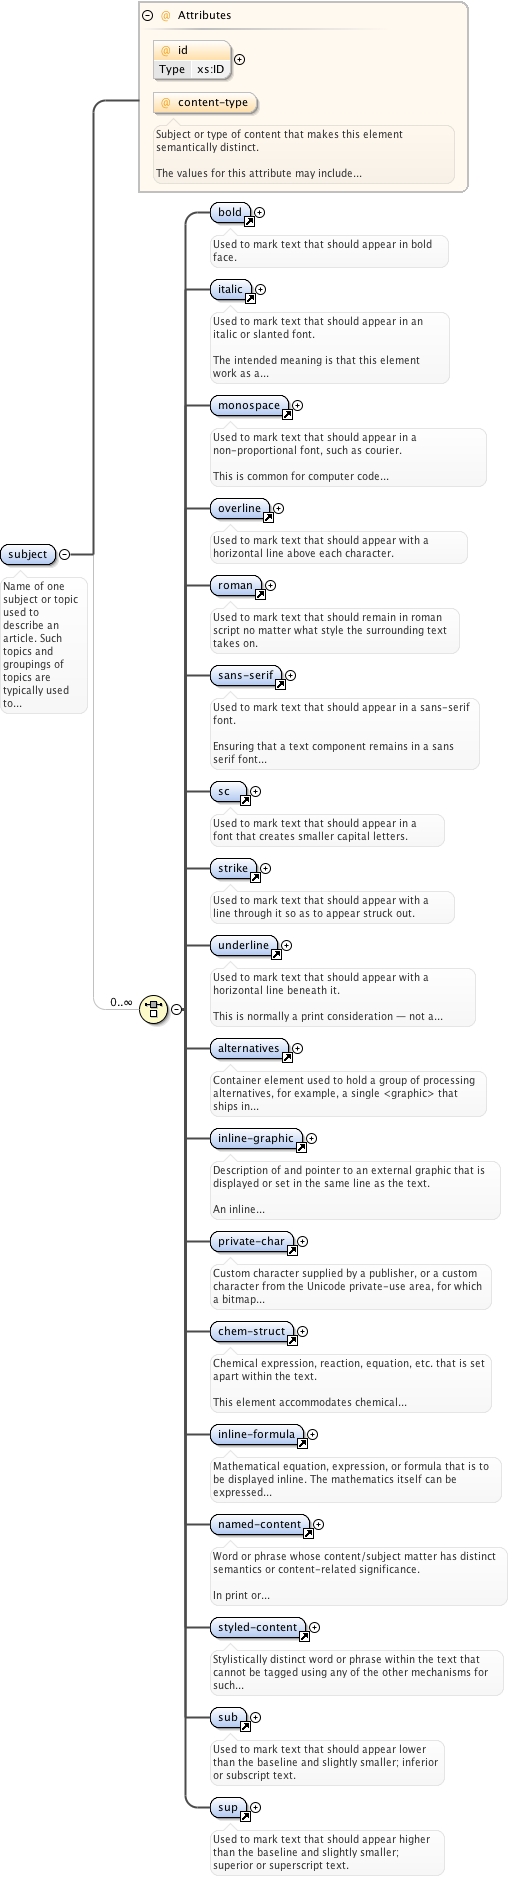 @ Attributes
@ id
Type xs:ID
@ content-type
Subject or type of content that makes this element
semantically distinct.
The values for this attribute may include...
bold
Used to mark text that should appear in bold
face.
italic
Used to mark text that should appear in an
italic or slanted font.
The intended meaning is that this element
work as a...
monospace
Used to mark text that should appear in a
non-proportional font, such as courier.
This is common for computer code...
overline
Used to mark text that should appear with a
horizontal line above each character.
subject
Name of one
subject or topic
used to
describe an
article. Such
topics and
groupings of
topics are
typically used
to...
roman
Used to mark text that should remain in roman
script no matter what style the surrounding text
takes on.
sans-serif
Used to mark text that should appear in a sans-serif
font.
Ensuring that a text component remains in a sans
serif font...
sc
Used to mark text that should appear in a
font that creates smaller capital letters.
strike
Used to mark text that should appear with a
line through it so as to appear struck out.
underline
Used to mark text that should appear with a
horizontal line beneath it.
This is normally a print consideration — not a...
0..∞
alternatives
Container element used to hold a group of processing
alternatives, for example, a single <graphic> that
ships in...
inline-graphic
Description of and pointer to an external graphic that is
displayed or set in the same line as the text.
An inline...
private-char
Custom character supplied by a publisher, or a custom
character from the Unicode private-use area, for which
a bitmap...
chem-struct
Chemical expression, reaction, equation, etc. that is set
apart within the text.
This element accommodates chemical...
inline-formula
Mathematical equation, expression, or formula that is to
be displayed inline. The mathematics itself can be
expressed...
named-content
Word or phrase whose content/subject matter has distinct
semantics or content-related significance.
In print or...
styled-content
Stylistically distinct word or phrase within the text that
cannot be tagged using any of the other mechanisms for
such...
sub
Used to mark text that should appear lower
than the baseline and slightly smaller; inferior
or subscript text.
sup
Used to mark text that should appear higher
than the baseline and slightly smaller;
superior or superscript text.